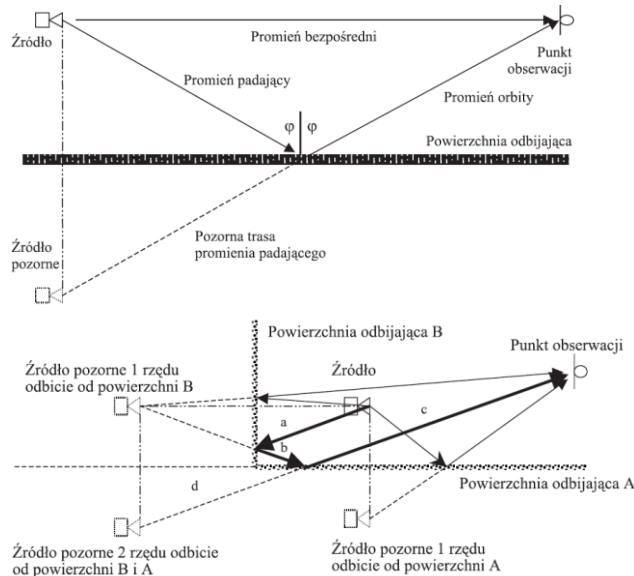 Źródło
Promień bezpośredni
Punkt
obserwacji
Promień padający
Promień orbity
φ φ
Powierzchnia odbijająca
Źródło
pozorne
Pozorna trasa
promienia padającego
Powierzchnia odbijająca B
Punkt obserwacji
Źródło pozorne 1 rzędu
odbicie od powierzchni B
Źródło
a
c
b
d
Powierzchnia odbijająca A
Źródło pozorne 2 rzędu odbicie
od powierzchni B i A
Źródło pozorne 1 rzędu
odbicie od powierzchni A